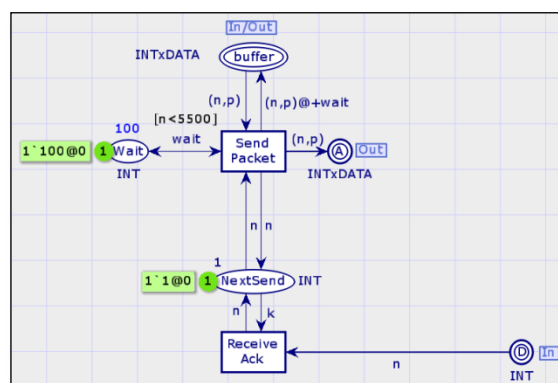 In/Out
INTxDATA
buffer
(n,p)
(n,p)@+wait
[n<5500]
100
wait
1`100@0
1
Wait
INT
Send
Packet
(n,p)
A
Out
INTxDATA
n
n
1
1`1@0
1
NextSend
INT
n
k
Receive
Ack
n
D
In
INT